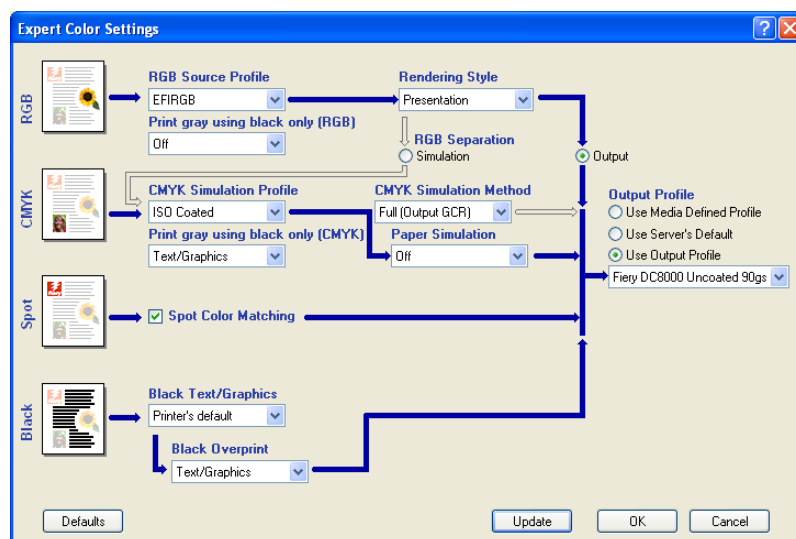 Expert Color Settings
RGB
RGB Source Profile
EFIRGB
Rendering Style
Presentation
Print gray using black only (RGB)
Off
RGB Separation
Simulation
Output
CMYK
CMYK Simulation Profile
ISO Coated
CMYK Simulation Method
Full (Output GCR)
Print gray using black only (CMYK)
Text/Graphics
Paper Simulation
Off
Output Profile
Use Media Defined Profile
Use Server's Default
Use Output Profile
Fiery DC8000 Uncoated 90gs
Spot
Spot Color Matching
Black
Black Text/Graphics
Printer's default
Black Overprint
Text/Graphics
Defaults
Update
OK
Cancel